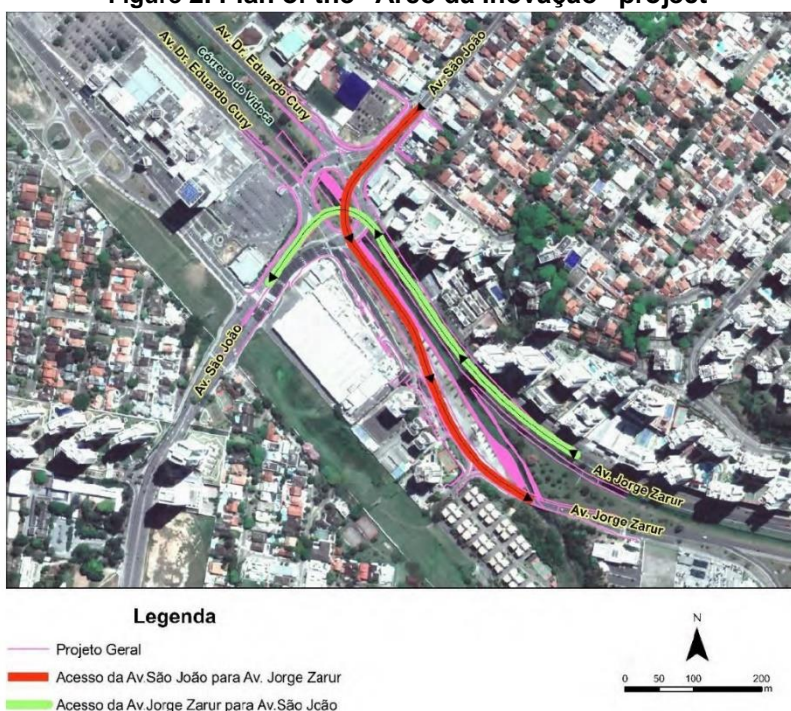 Figure 2. Plan of the "Arco da Inovação" project
Av. Dr. Eduardo Cury
Av. São João
Córrego do Vidoca
Av. Dr. Eduardo Cury
Av. São João
Av. Jorge Zarur
Av. Jorge Zarur
Legenda
Projeto Geral
Acesso da Av.São João para Av. Jorge Zarur
Acesso da Av.Jorge Zarur para Av.São João
N
0 50 100 200
m